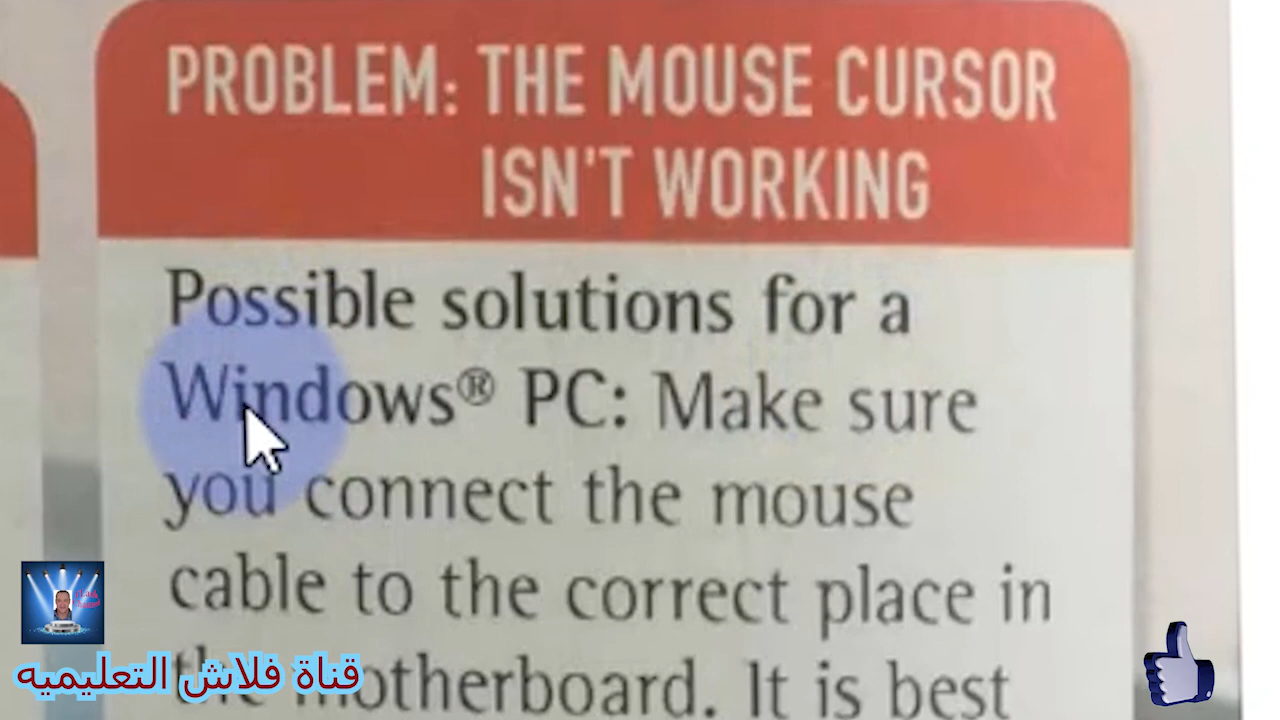 PROBLEM: THE MOUSE CURSOR
ISN'T WORKING
Possible solutions for a
Windows® PC: Make sure
you connect the mouse
cable to the correct place in
the motherboard. It is best
قناة فلاش التعليميه